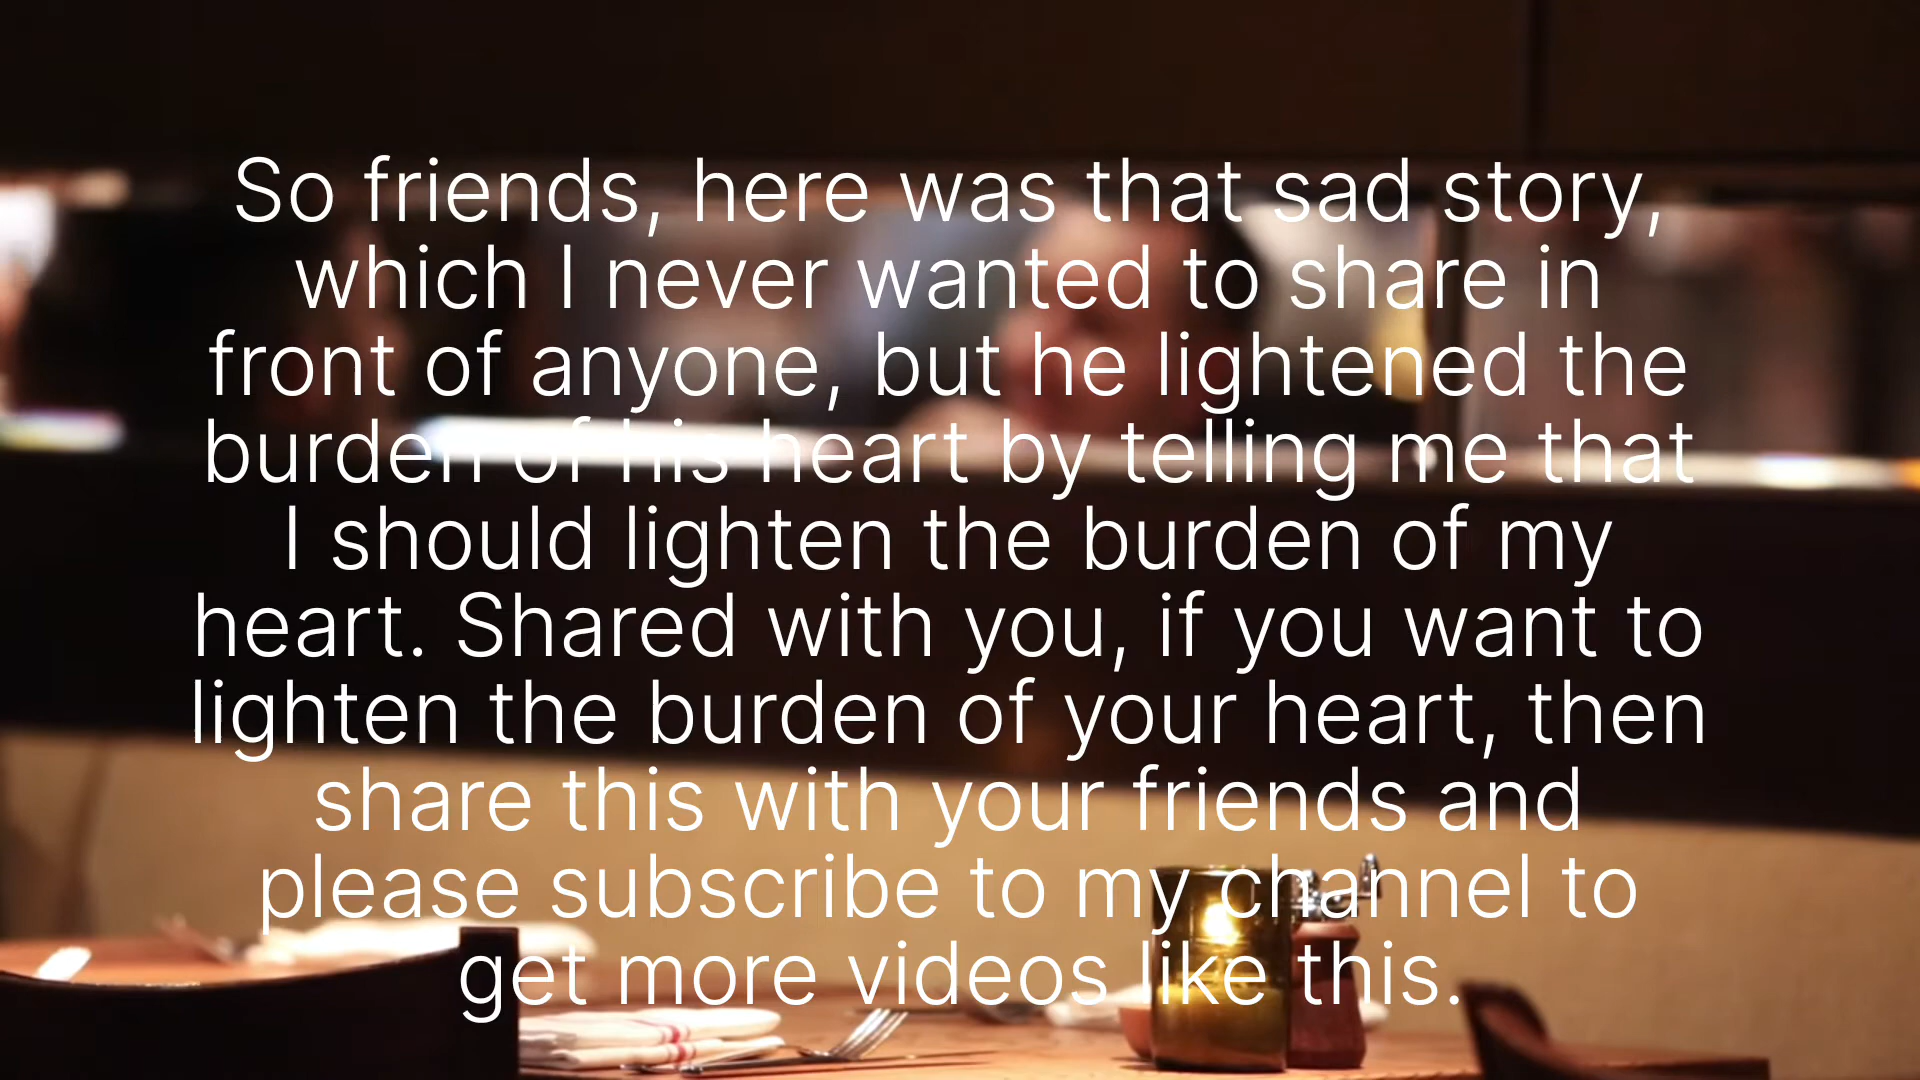 So friends, here was that sad story,
which I never wanted to share in
front of anyone, but he lightened the
burden of his heart by telling me that
I should lighten the burden of my
heart. Shared with you, if you want to
lighten the burden of your heart, then
share this with your friends and
please subscribe to my channel to
get more videos like this.